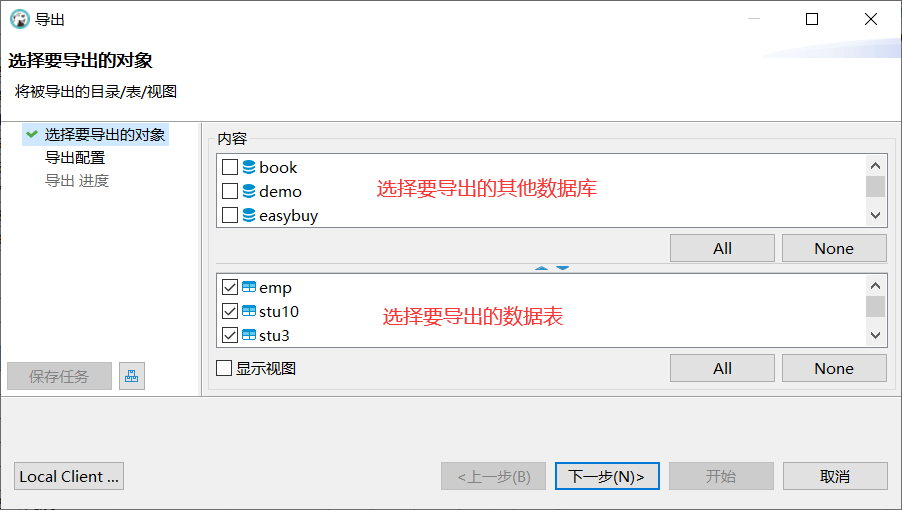 导出
选择要导出的对象
将被导出的目录/表/视图
选择要导出的对象
导出配置
导出 进度
内容
book
demo
easybuy
选择要导出的其他数据库
All
None
emp
stu10
stu3
选择要导出的数据表
显示视图
All
None
保存任务
Local Client ...
<上一步(B)
下一步(N)>
开始
取消